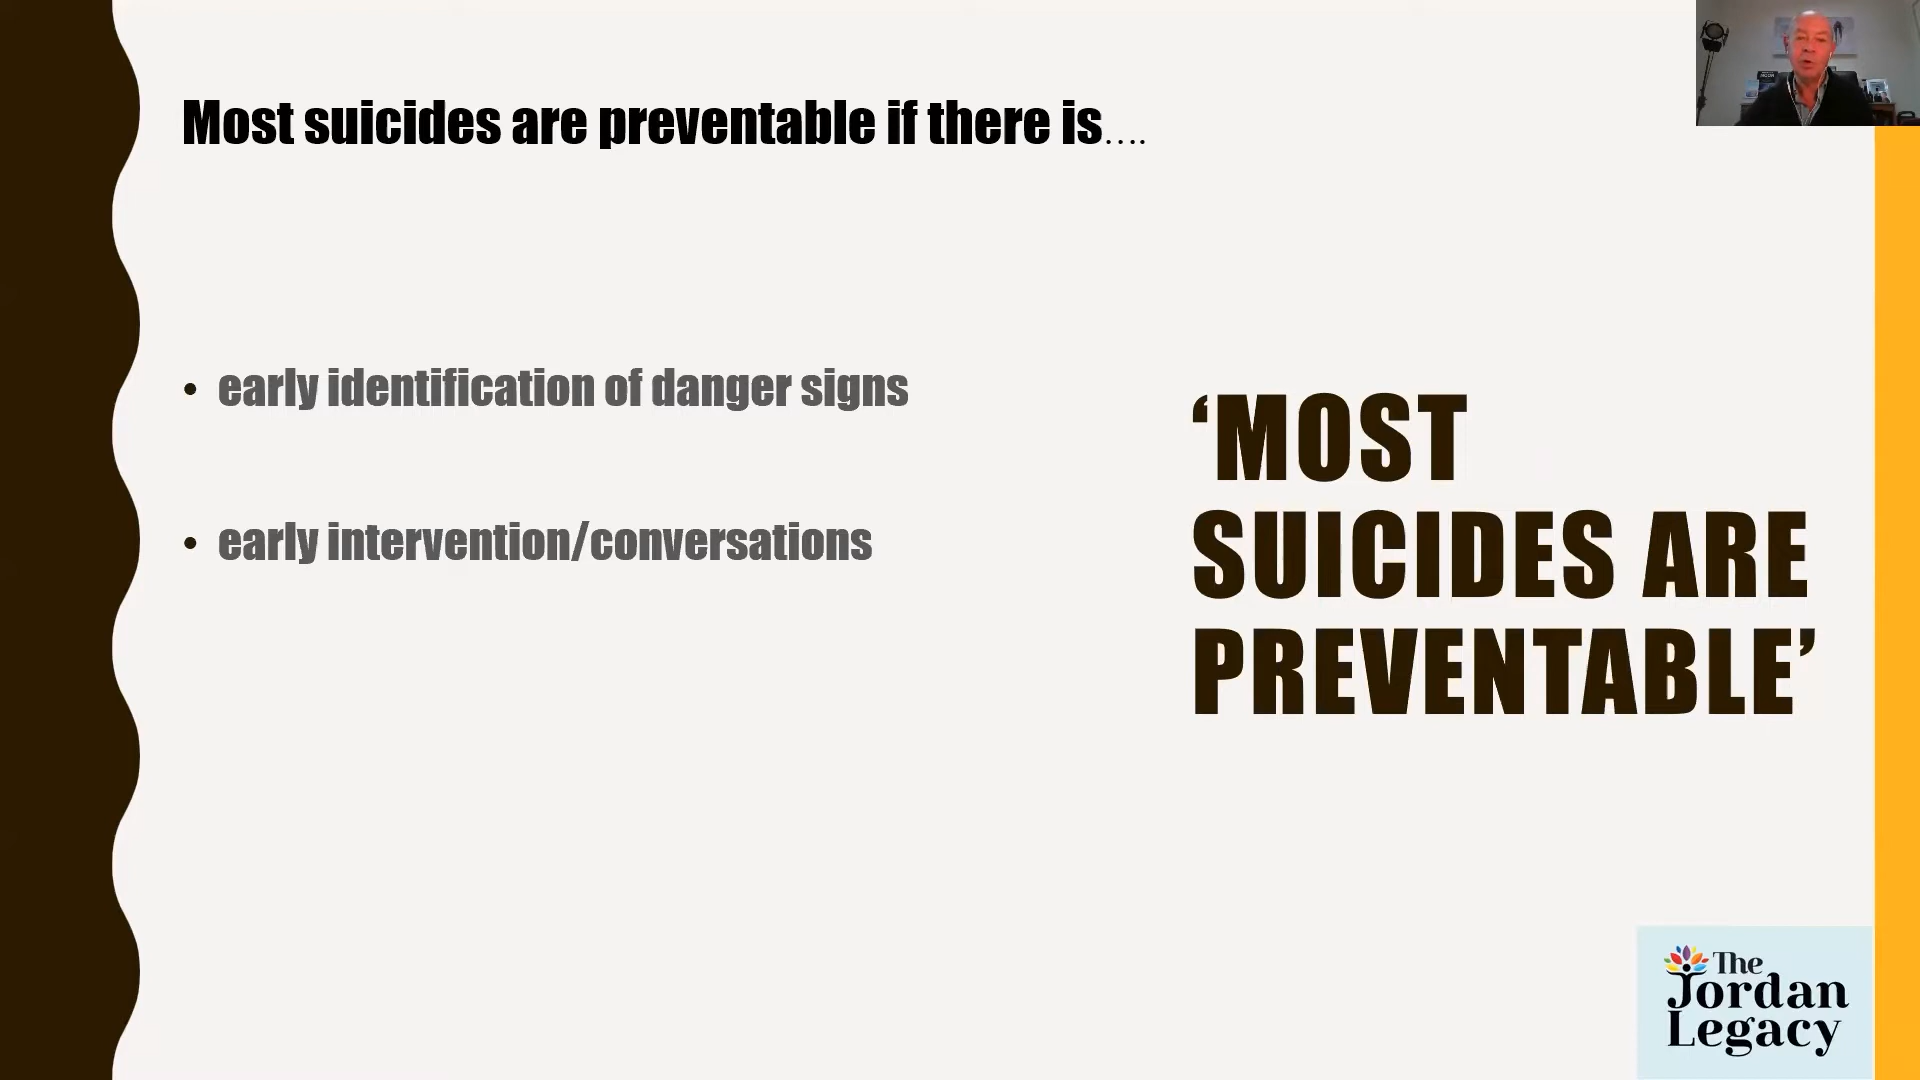 Most suicides are preventable if there is….
• early identification of danger signs
• early intervention/conversations
‘MOST
SUICIDES ARE
PREVENTABLE’
The
Jordan
Legacy